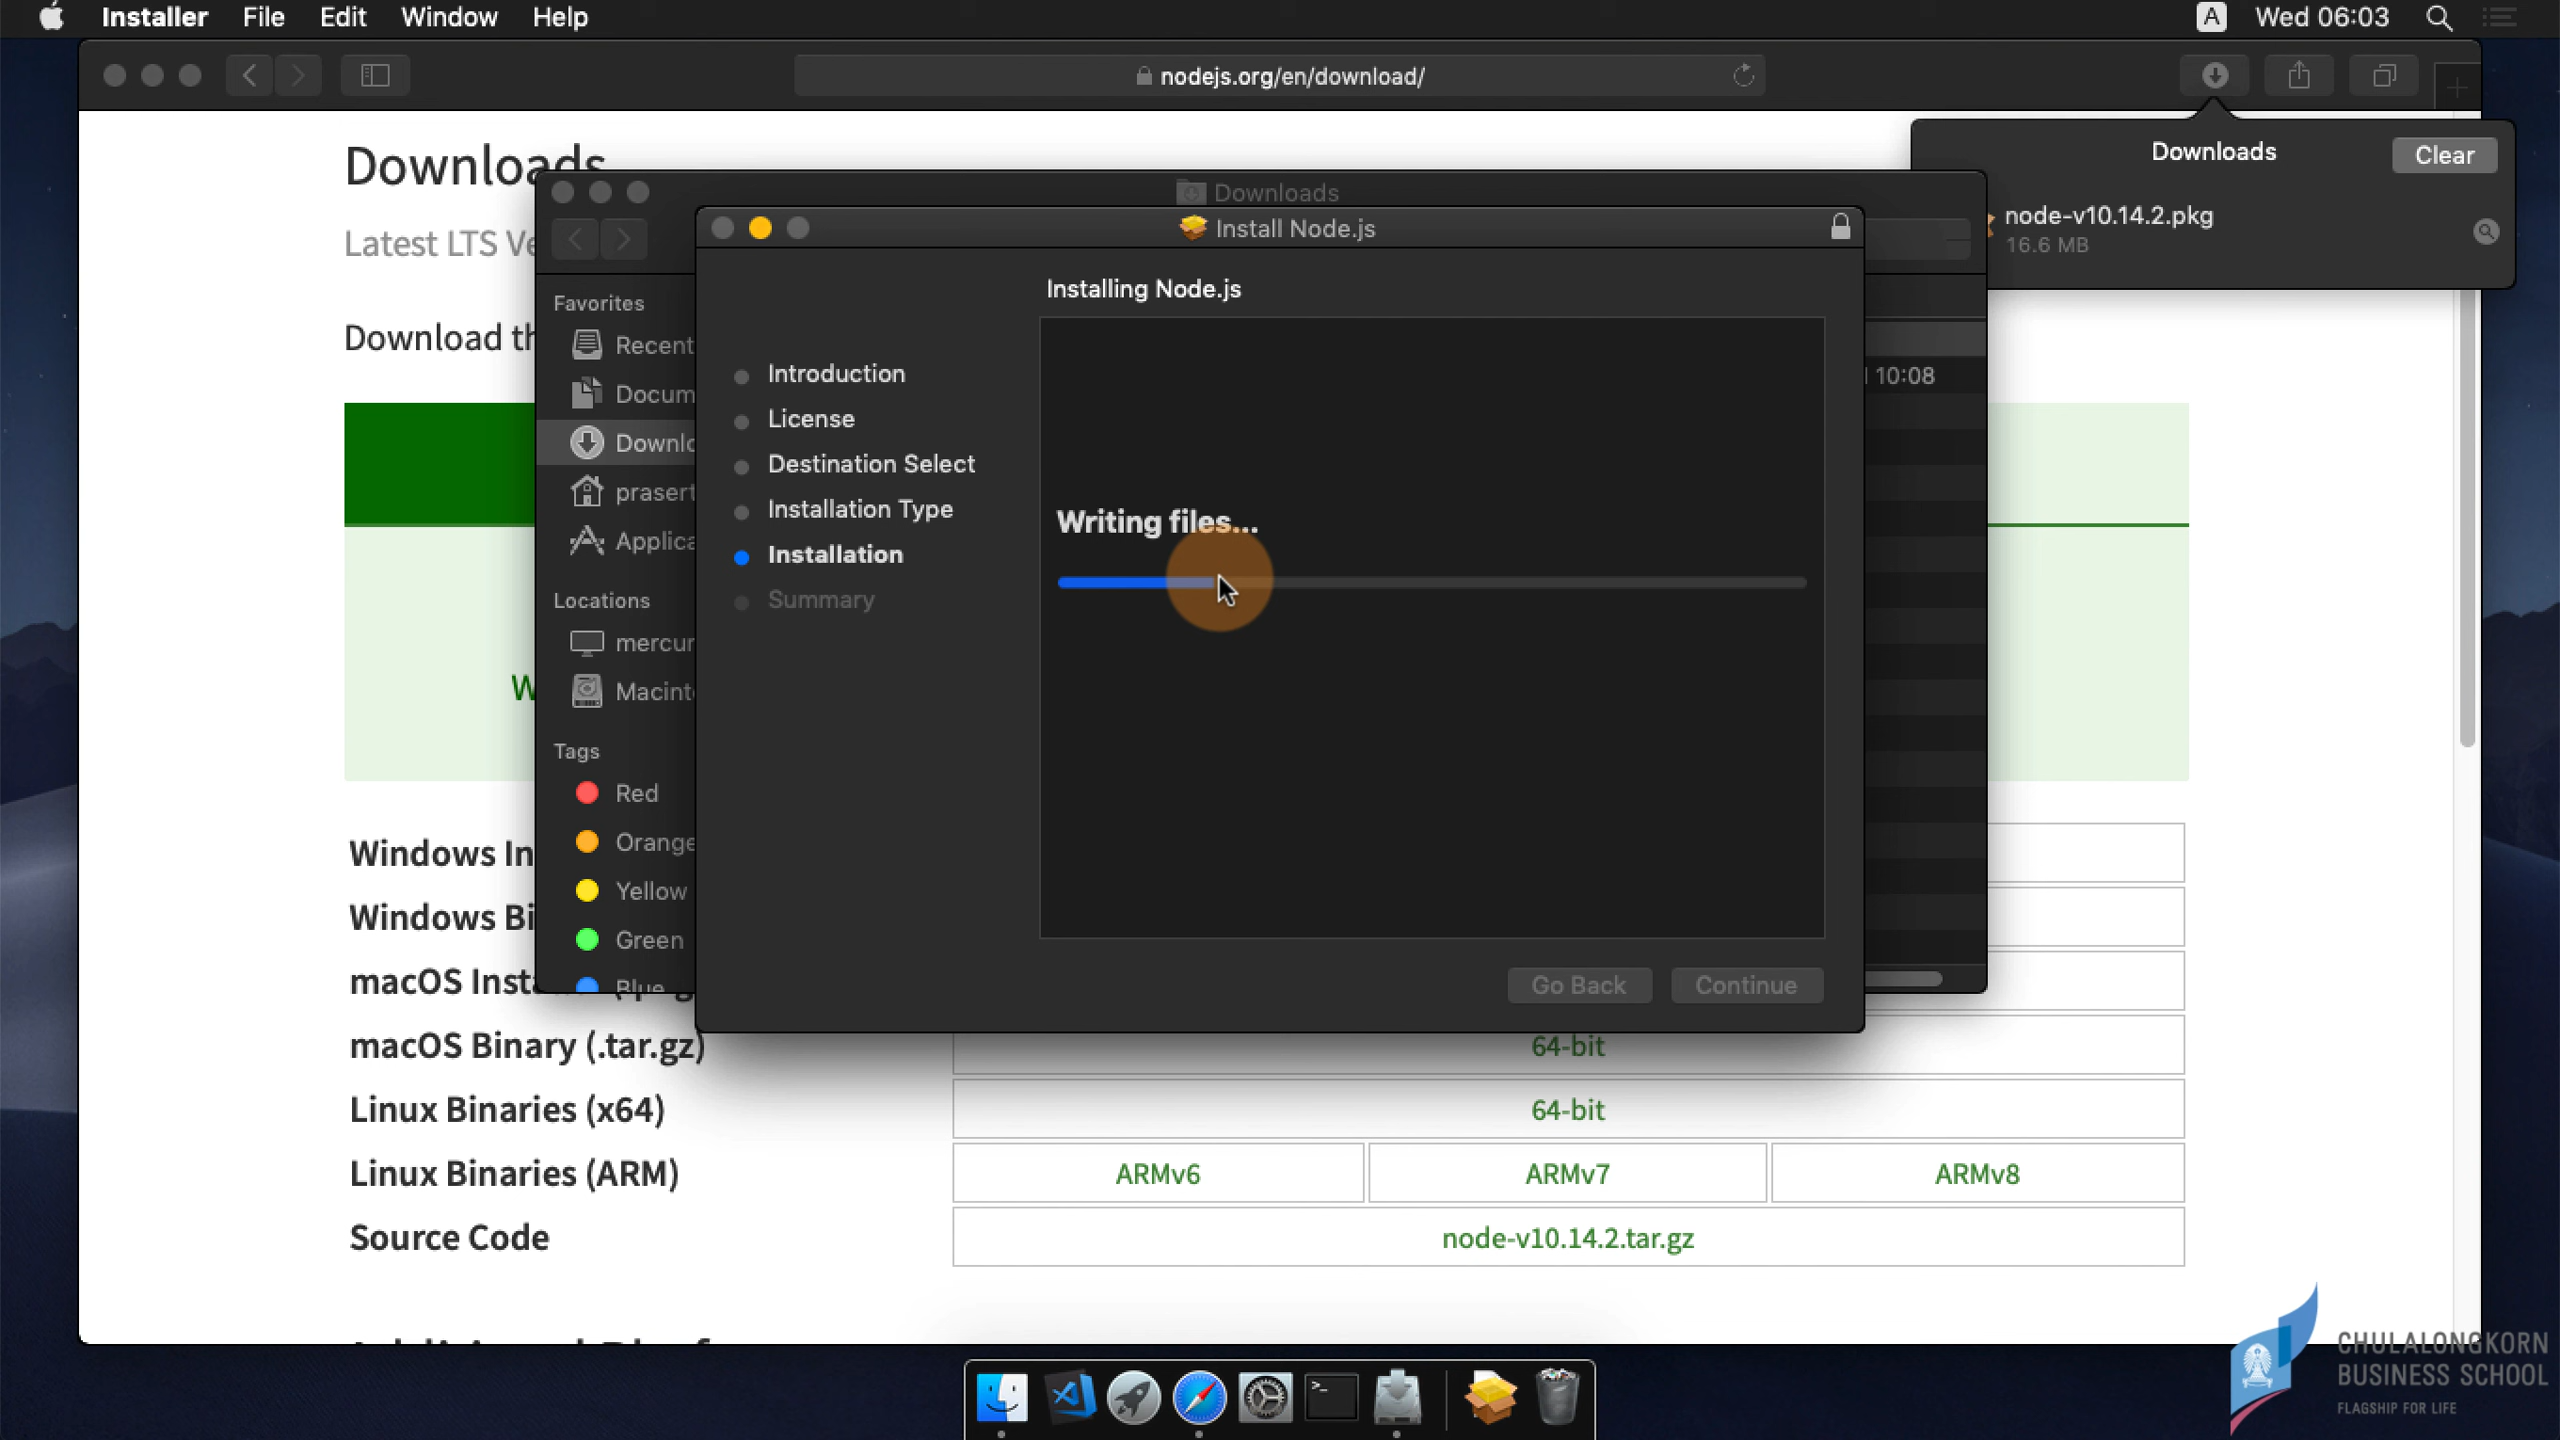 Installer File Edit Window Help
A Wed 06:03
nodejs.org/en/download/
Downloads
Clear
node-v10.14.2.pkg
16.6 MB
Downloads
Latest LTS Ve
Download th
Downloads
Favorites
Recent
Docum
Downlo
prasert
Applica
Locations
mercur
Macint
Tags
Red
Orange
Yellow
Green
Blue
10:08
Install Node.js
Installing Node.js
Introduction
License
Destination Select
Installation Type
Installation
Summary
Writing files...
Go Back
Continue
W
Windows In
Windows Bi
macOS Insta
macOS Binary (.tar.gz)
64-bit
Linux Binaries (x64)
64-bit
Linux Binaries (ARM)
ARMv6
ARMv7
ARMv8
Source Code
node-v10.14.2.tar.gz
CHULALONGKORN
BUSINESS SCHOOL
FLAGSHIP FOR LIFE